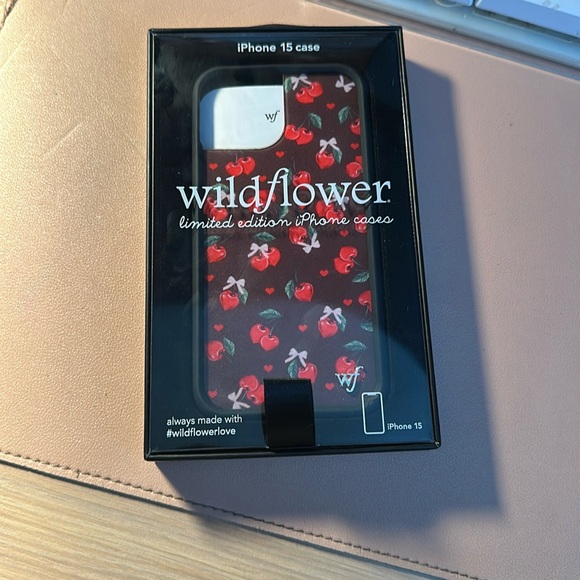 iPhone 15 case
wf
wildflower
limited edition iPhone cases
wf
always made with
#wildflowerlove
iPhone 15